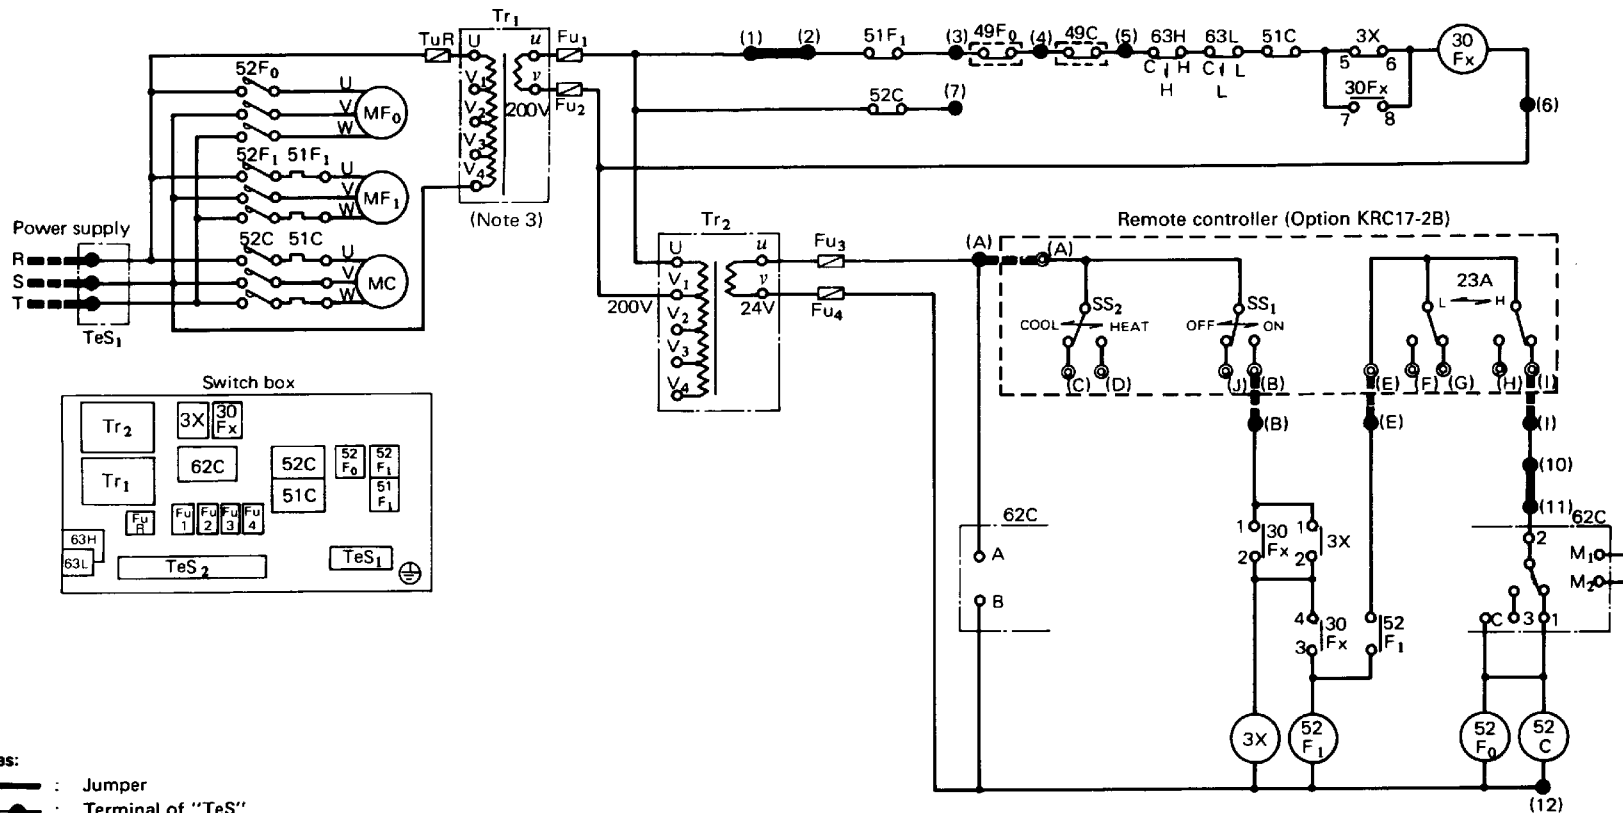 Tr1
TuR U u Fu1
(1) (2) 51F1 (3) 49F0 (4) 49C (5) 63H 63L 51C 3X 30 Fx
C H C L 5 6
H L
30Fx
7 8
(6)
52F0 U V W MF0
V1 V2 V3 V4 v 200V Fu2
52C (7)
52F1 51F1 U V W MF1
(Note 3)
Power supply
R
S
T
TeS1
52C 51C U V W MC
Tr2
U u Fu3
V1 v
200V 24V Fu4
V2
V3
V4
Remote controller (Option KRC17-2B)
(A) (A)
SS2 SS1 23A
COOL HEAT OFF ON L H
(C) (D) (J) (B) (E) (F) (G) (H) (I)
(B) (E) (I)
(10)
(11)
Switch box
Tr2 3X 30 Fx
Tr1 62C 52C 52 F0 52 F1
51C 51 F1
Fu R Fu 1 Fu 2 Fu 3 Fu 4
63H
63L TeS2 TeS1
62C
A
B
1 30 Fx 1 3X
2 2
4 30 Fx 52 F1
3
62C
2 M1
M2
C 3 1
3X 52 F1 52 F0 52 C
(12)
es:
: Jumper
: Terminal of "TeS"